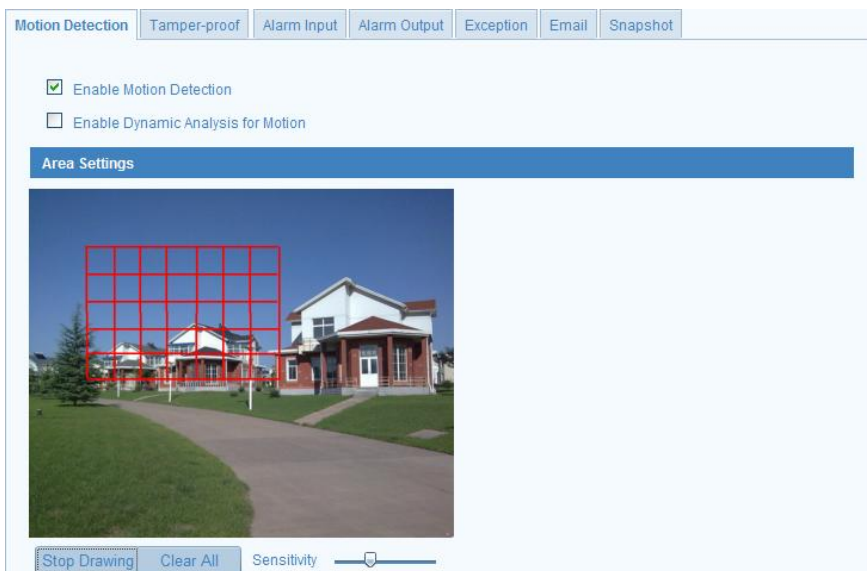 Motion Detection Tamper-proof Alarm Input Alarm Output Exception Email Snapshot
Enable Motion Detection
Enable Dynamic Analysis for Motion
Area Settings
Stop Drawing Clear All Sensitivity